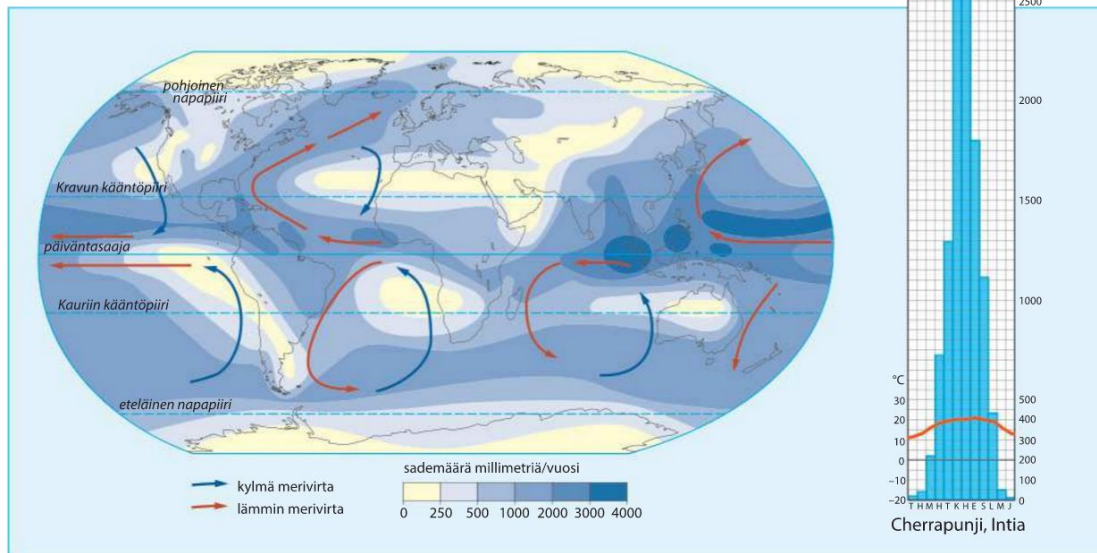 pohjoinen
napapiiri
Kravun kääntöpiiri
päiväntasaaja
Kauriin kääntöpiiri
eteläinen napapiiri
kylmä merivirta
lämmin merivirta
sademäärä millimetriä/vuosi
0 250 500 1000 2000 3000 4000
2500
2000
1500
1000
°C
30 500
20 400
10 300
0 200
−10 100
−20 0
T H M H T K H E S L M J
Cherrapunji, Intia